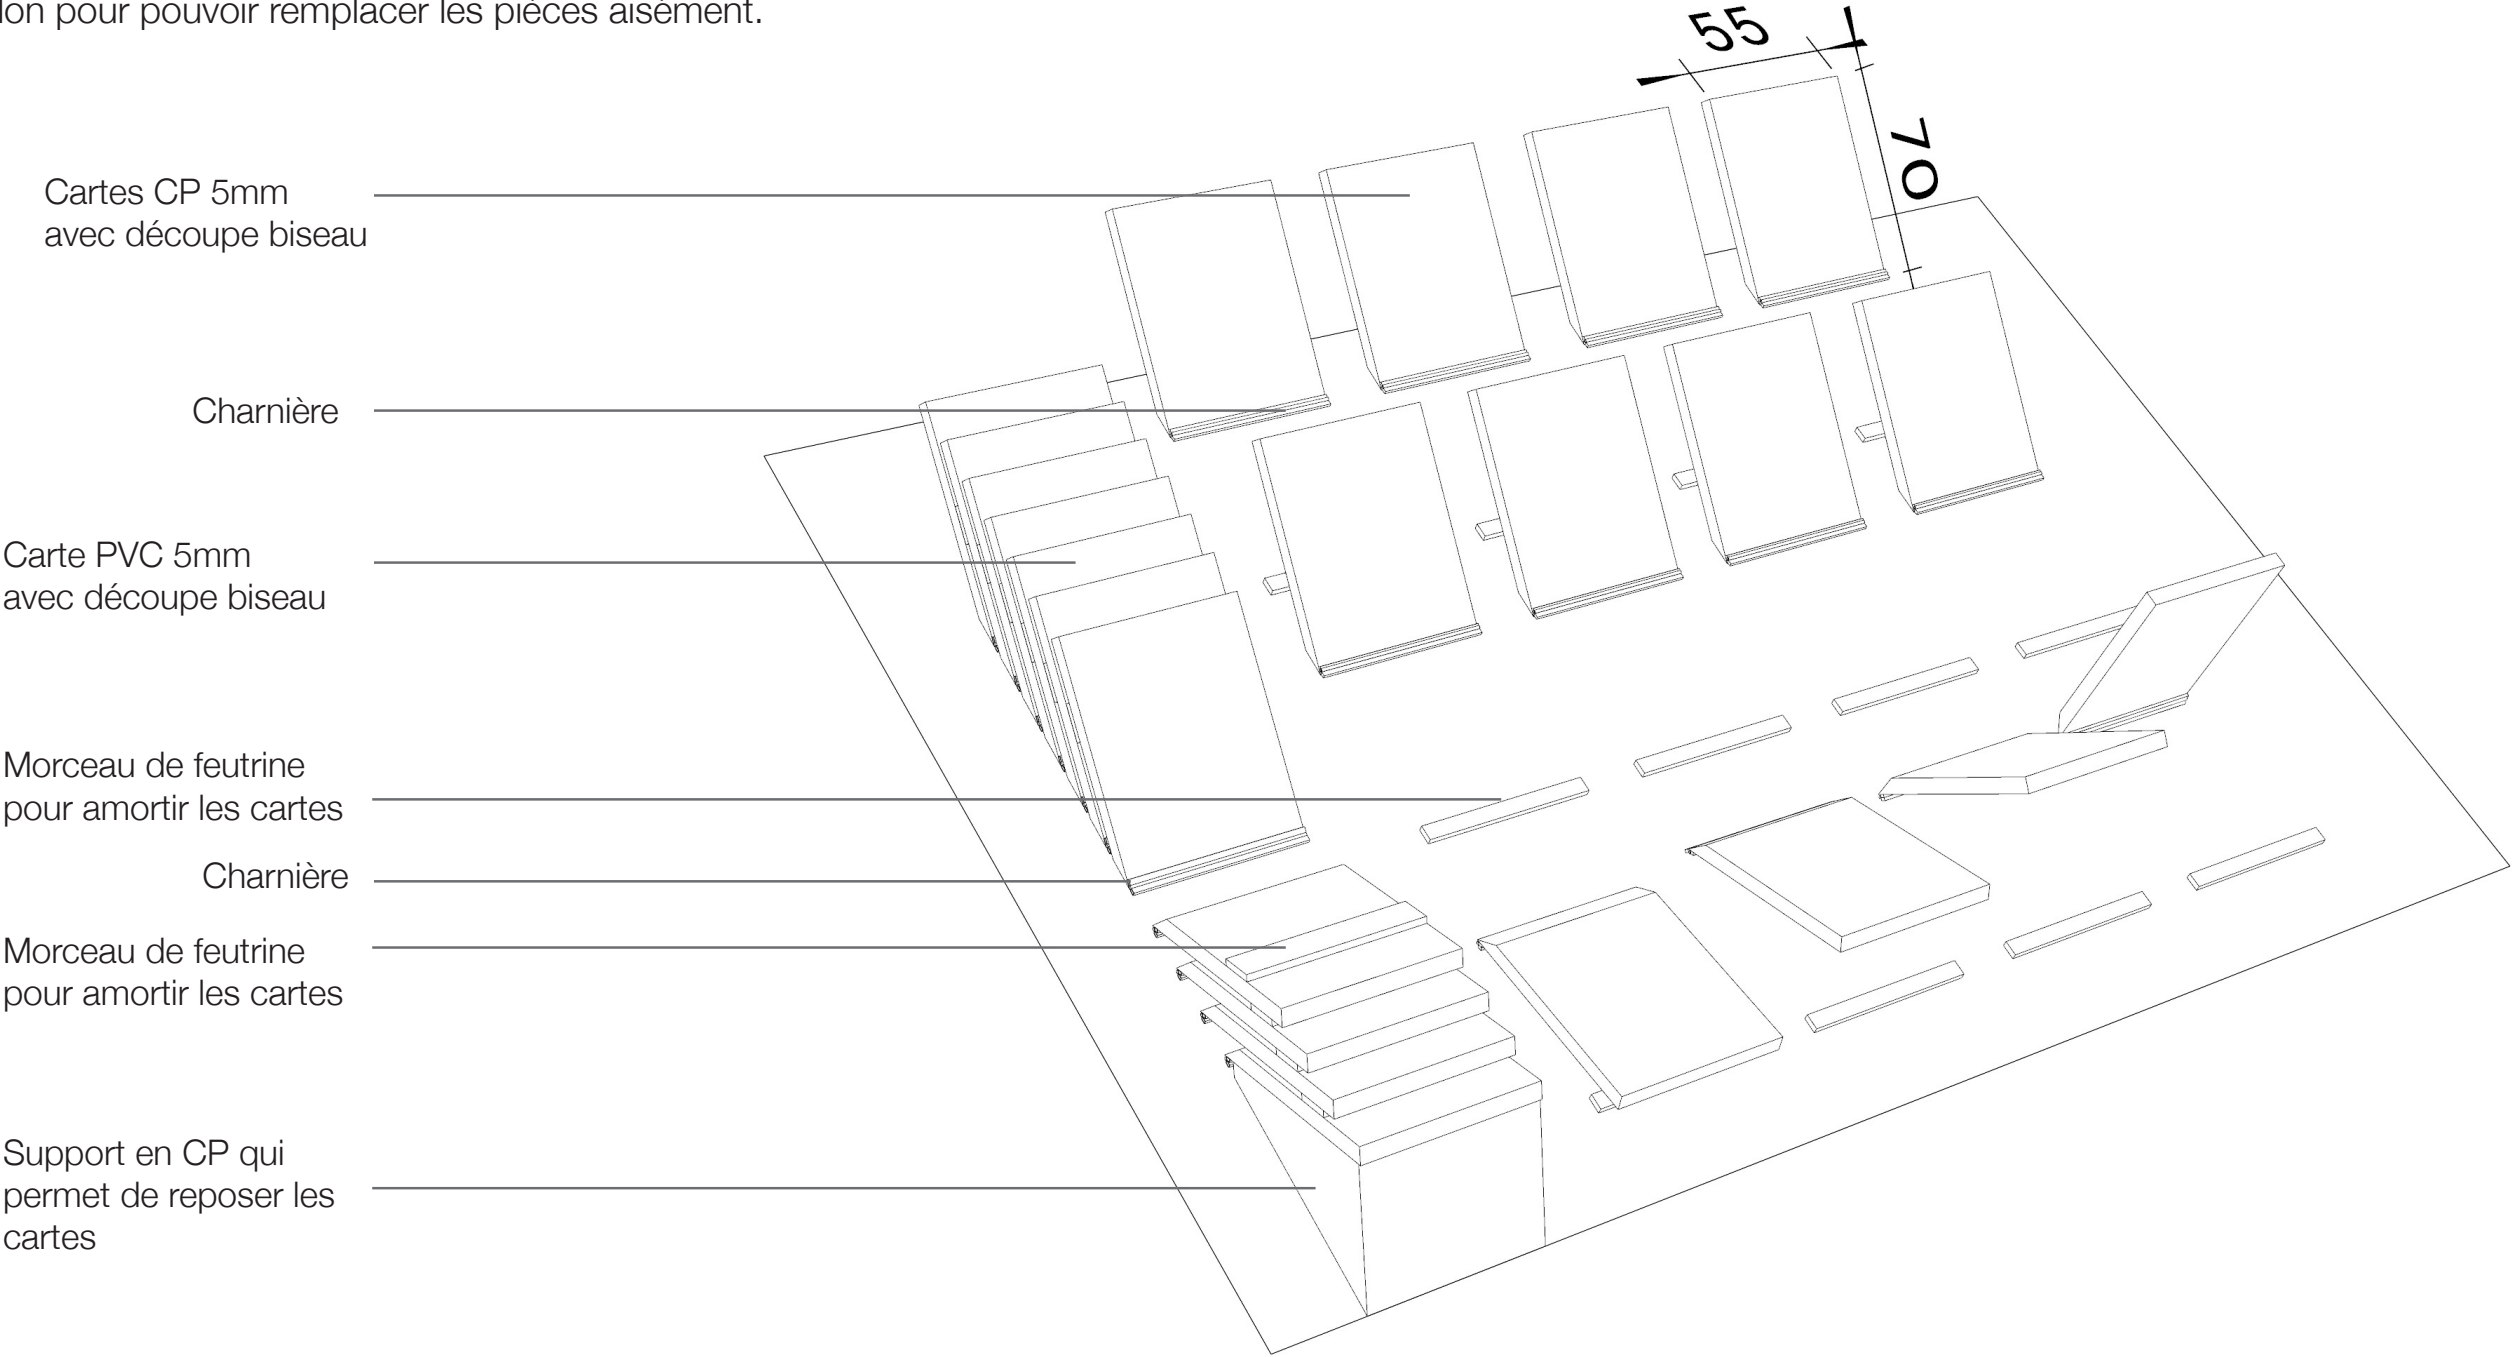 lon pour pouvoir remplacer les pièces aisément.
55
70
Cartes CP 5mm
avec découpe biseau
Charnière
Carte PVC 5mm
avec découpe biseau
Morceau de feutrine
pour amortir les cartes
Charnière
Morceau de feutrine
pour amortir les cartes
Support en CP qui
permet de reposer les
cartes